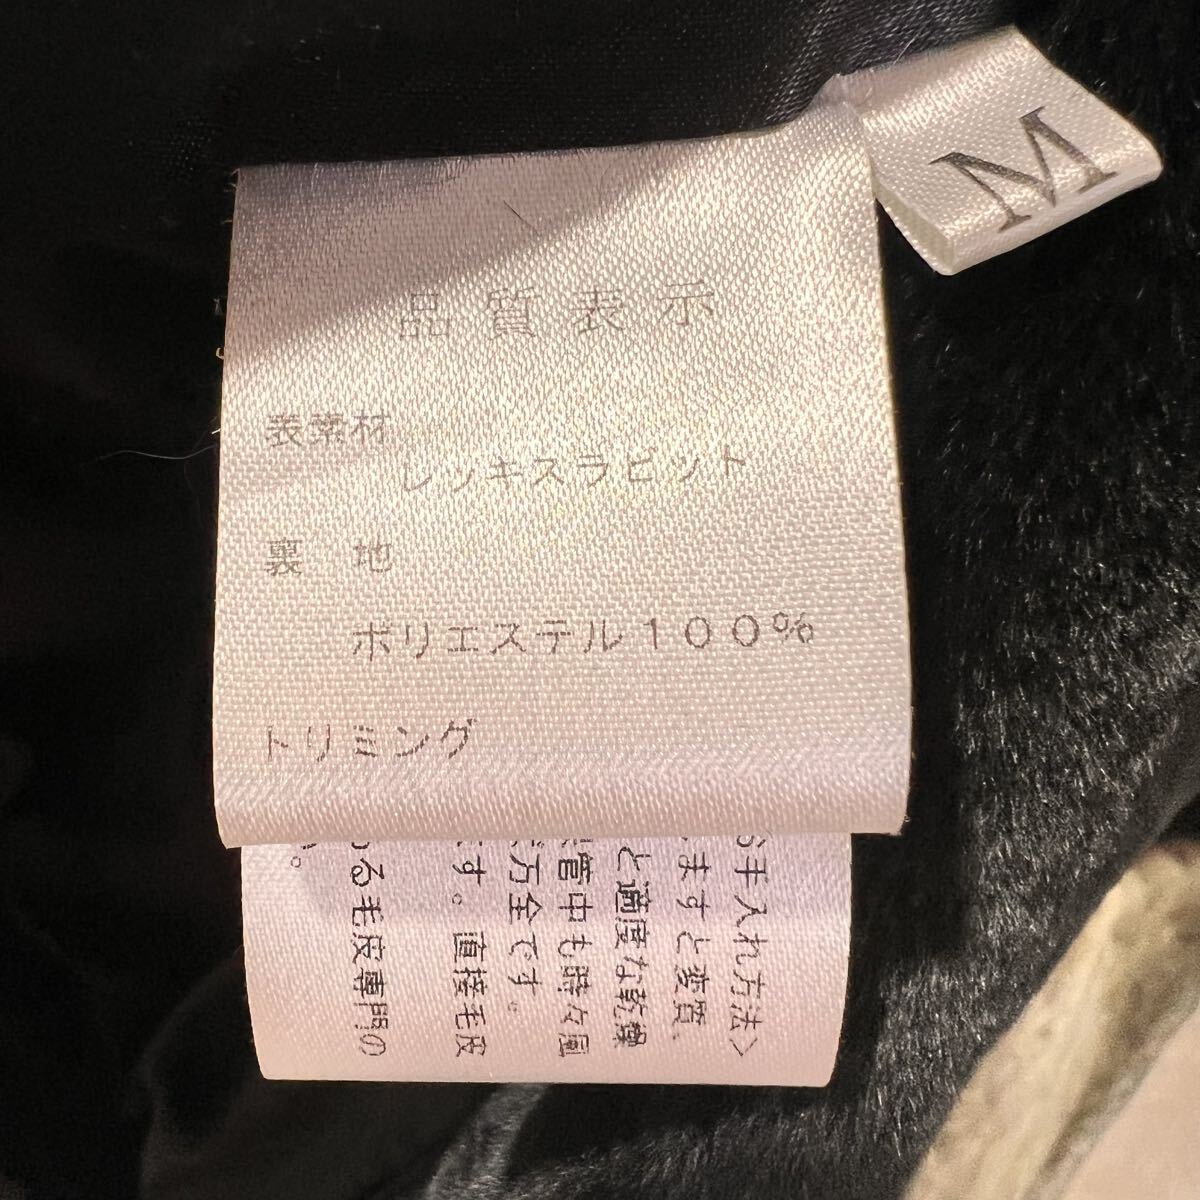 M
品質表示
表素材
レッキスラビット
裏 地
ポリエステル100%
トリミング
手入れ方法〉
ますと変質、
と適度な乾燥
管中も時々風
万全です。
す。直接毛皮
る毛皮専門の